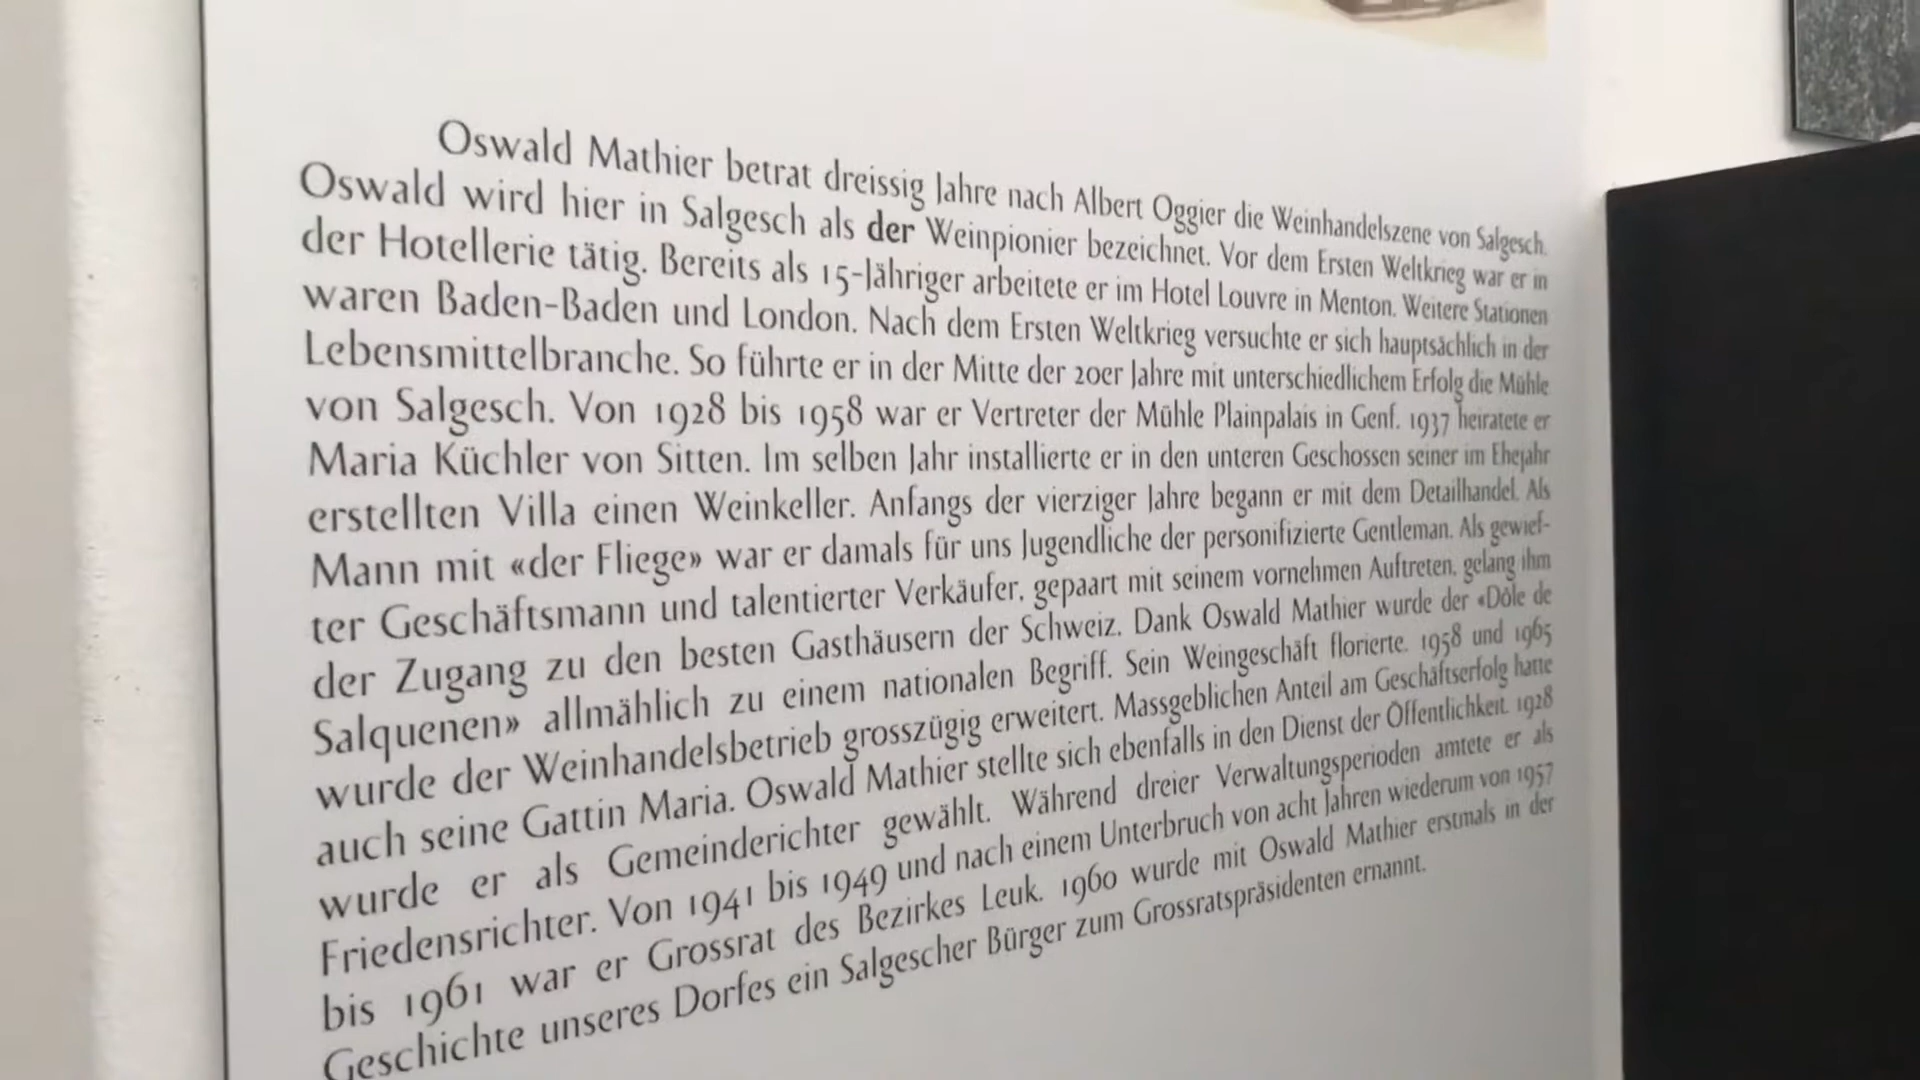 Oswald Mathier betrat dreissig Jahre nach Albert Oggier die Weinhandelszene von Salgesch.
Oswald wird hier in Salgesch als der Weinpionier bezeichnet. Vor dem Ersten Weltkrieg war er in
der Hotellerie tätig. Bereits als 15-Jähriger arbeitete er im Hotel Louvre in Menton. Weitere Stationen
waren Baden-Baden und London. Nach dem Ersten Weltkrieg versuchte er sich hauptsächlich in der
Lebensmittelbranche. So führte er in der Mitte der 20er Jahre mit unterschiedlichem Erfolg die Mühle
von Salgesch. Von 1928 bis 1958 war er Vertreter der Mühle Plainpalais in Genf. 1937 heiratete er
Maria Küchler von Sitten. Im selben Jahr installierte er in den unteren Geschossen seiner im Ehejahr
erstellten Villa einen Weinkeller. Anfangs der vierziger Jahre begann er mit dem Detailhandel. Als
Mann mit «der Fliege» war er damals für uns Jugendliche der personifizierte Gentleman. Als gewief-
ter Geschäftsmann und talentierter Verkäufer, gepaart mit seinem vornehmen Auftreten, gelang ihm
der Zugang zu den besten Gasthäusern der Schweiz. Dank Oswald Mathier wurde der «Dôle de
Salquenen» allmählich zu einem nationalen Begriff. Sein Weingeschäft florierte. 1958 und 1965
wurde der Weinhandelsbetrieb grosszügig erweitert. Massgeblichen Anteil am Geschäftserfolg hatte
auch seine Gattin Maria. Oswald Mathier stellte sich ebenfalls in den Dienst der Öffentlichkeit. 1928
wurde er als Gemeinderichter gewählt. Während dreier Verwaltungsperioden amtete er als
Friedensrichter. Von 1941 bis 1949 und nach einem Unterbruch von acht Jahren wiederum von 1957
bis 1961 war er Grossrat des Bezirkes Leuk. 1960 wurde mit Oswald Mathier erstmals in der
Geschichte unseres Dorfes ein Salgescher Bürger zum Grossratspräsidenten ernannt.